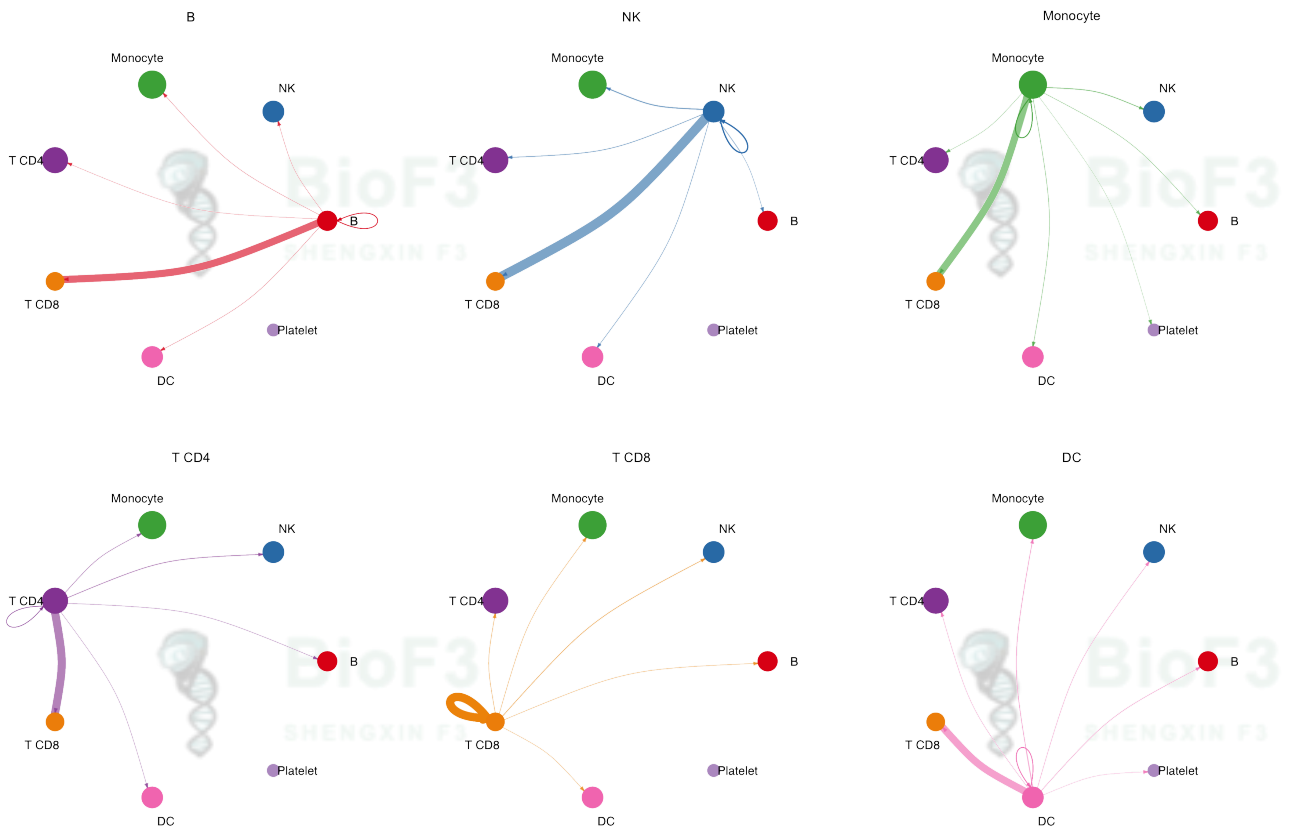 B
Monocyte
NK
T CD4
B
T CD8
Platelet
DC
BioF3
SHENGXIN F3
NK
Monocyte
NK
T CD4
B
T CD8
Platelet
DC
Monocyte
Monocyte
NK
T CD4
B
T CD8
Platelet
DC
BioF3
SHENGXIN F3
T CD4
Monocyte
NK
T CD4
B
T CD8
Platelet
DC
BioF3
SHENGXIN F3
T CD8
Monocyte
NK
T CD4
B
T CD8
Platelet
DC
DC
Monocyte
NK
T CD4
B
T CD8
Platelet
DC
BioF3
SHENGXIN F3